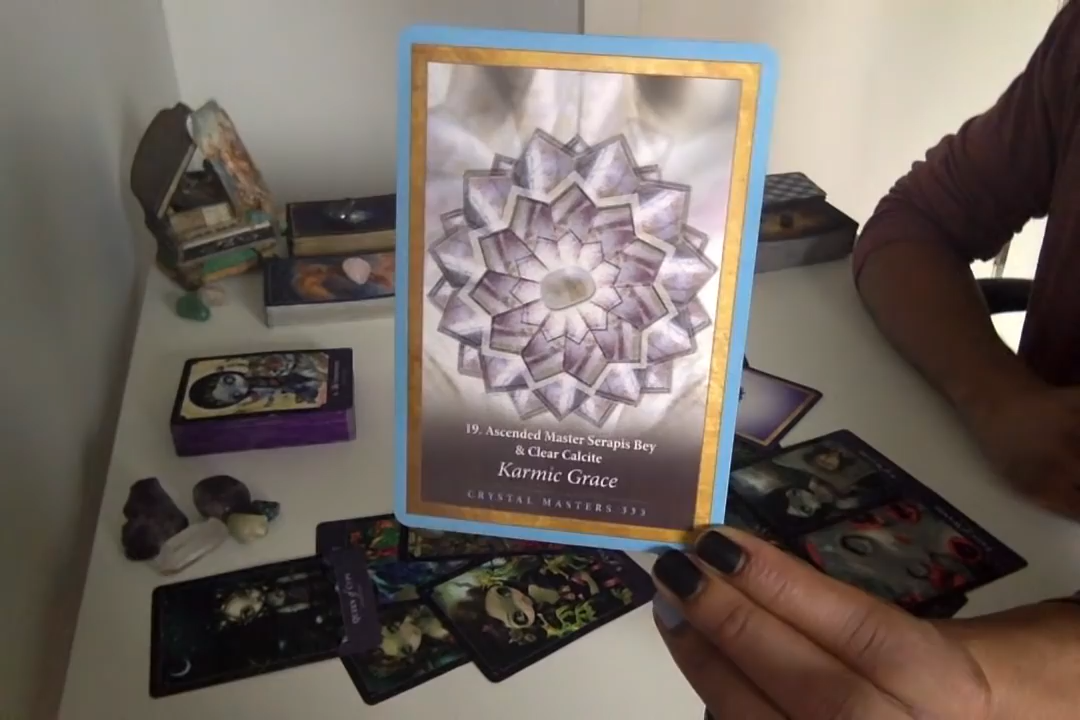 19. Ascended Master Serapis Bey
& Clear Calcite
Karmic Grace
CRYSTAL MASTERS 333